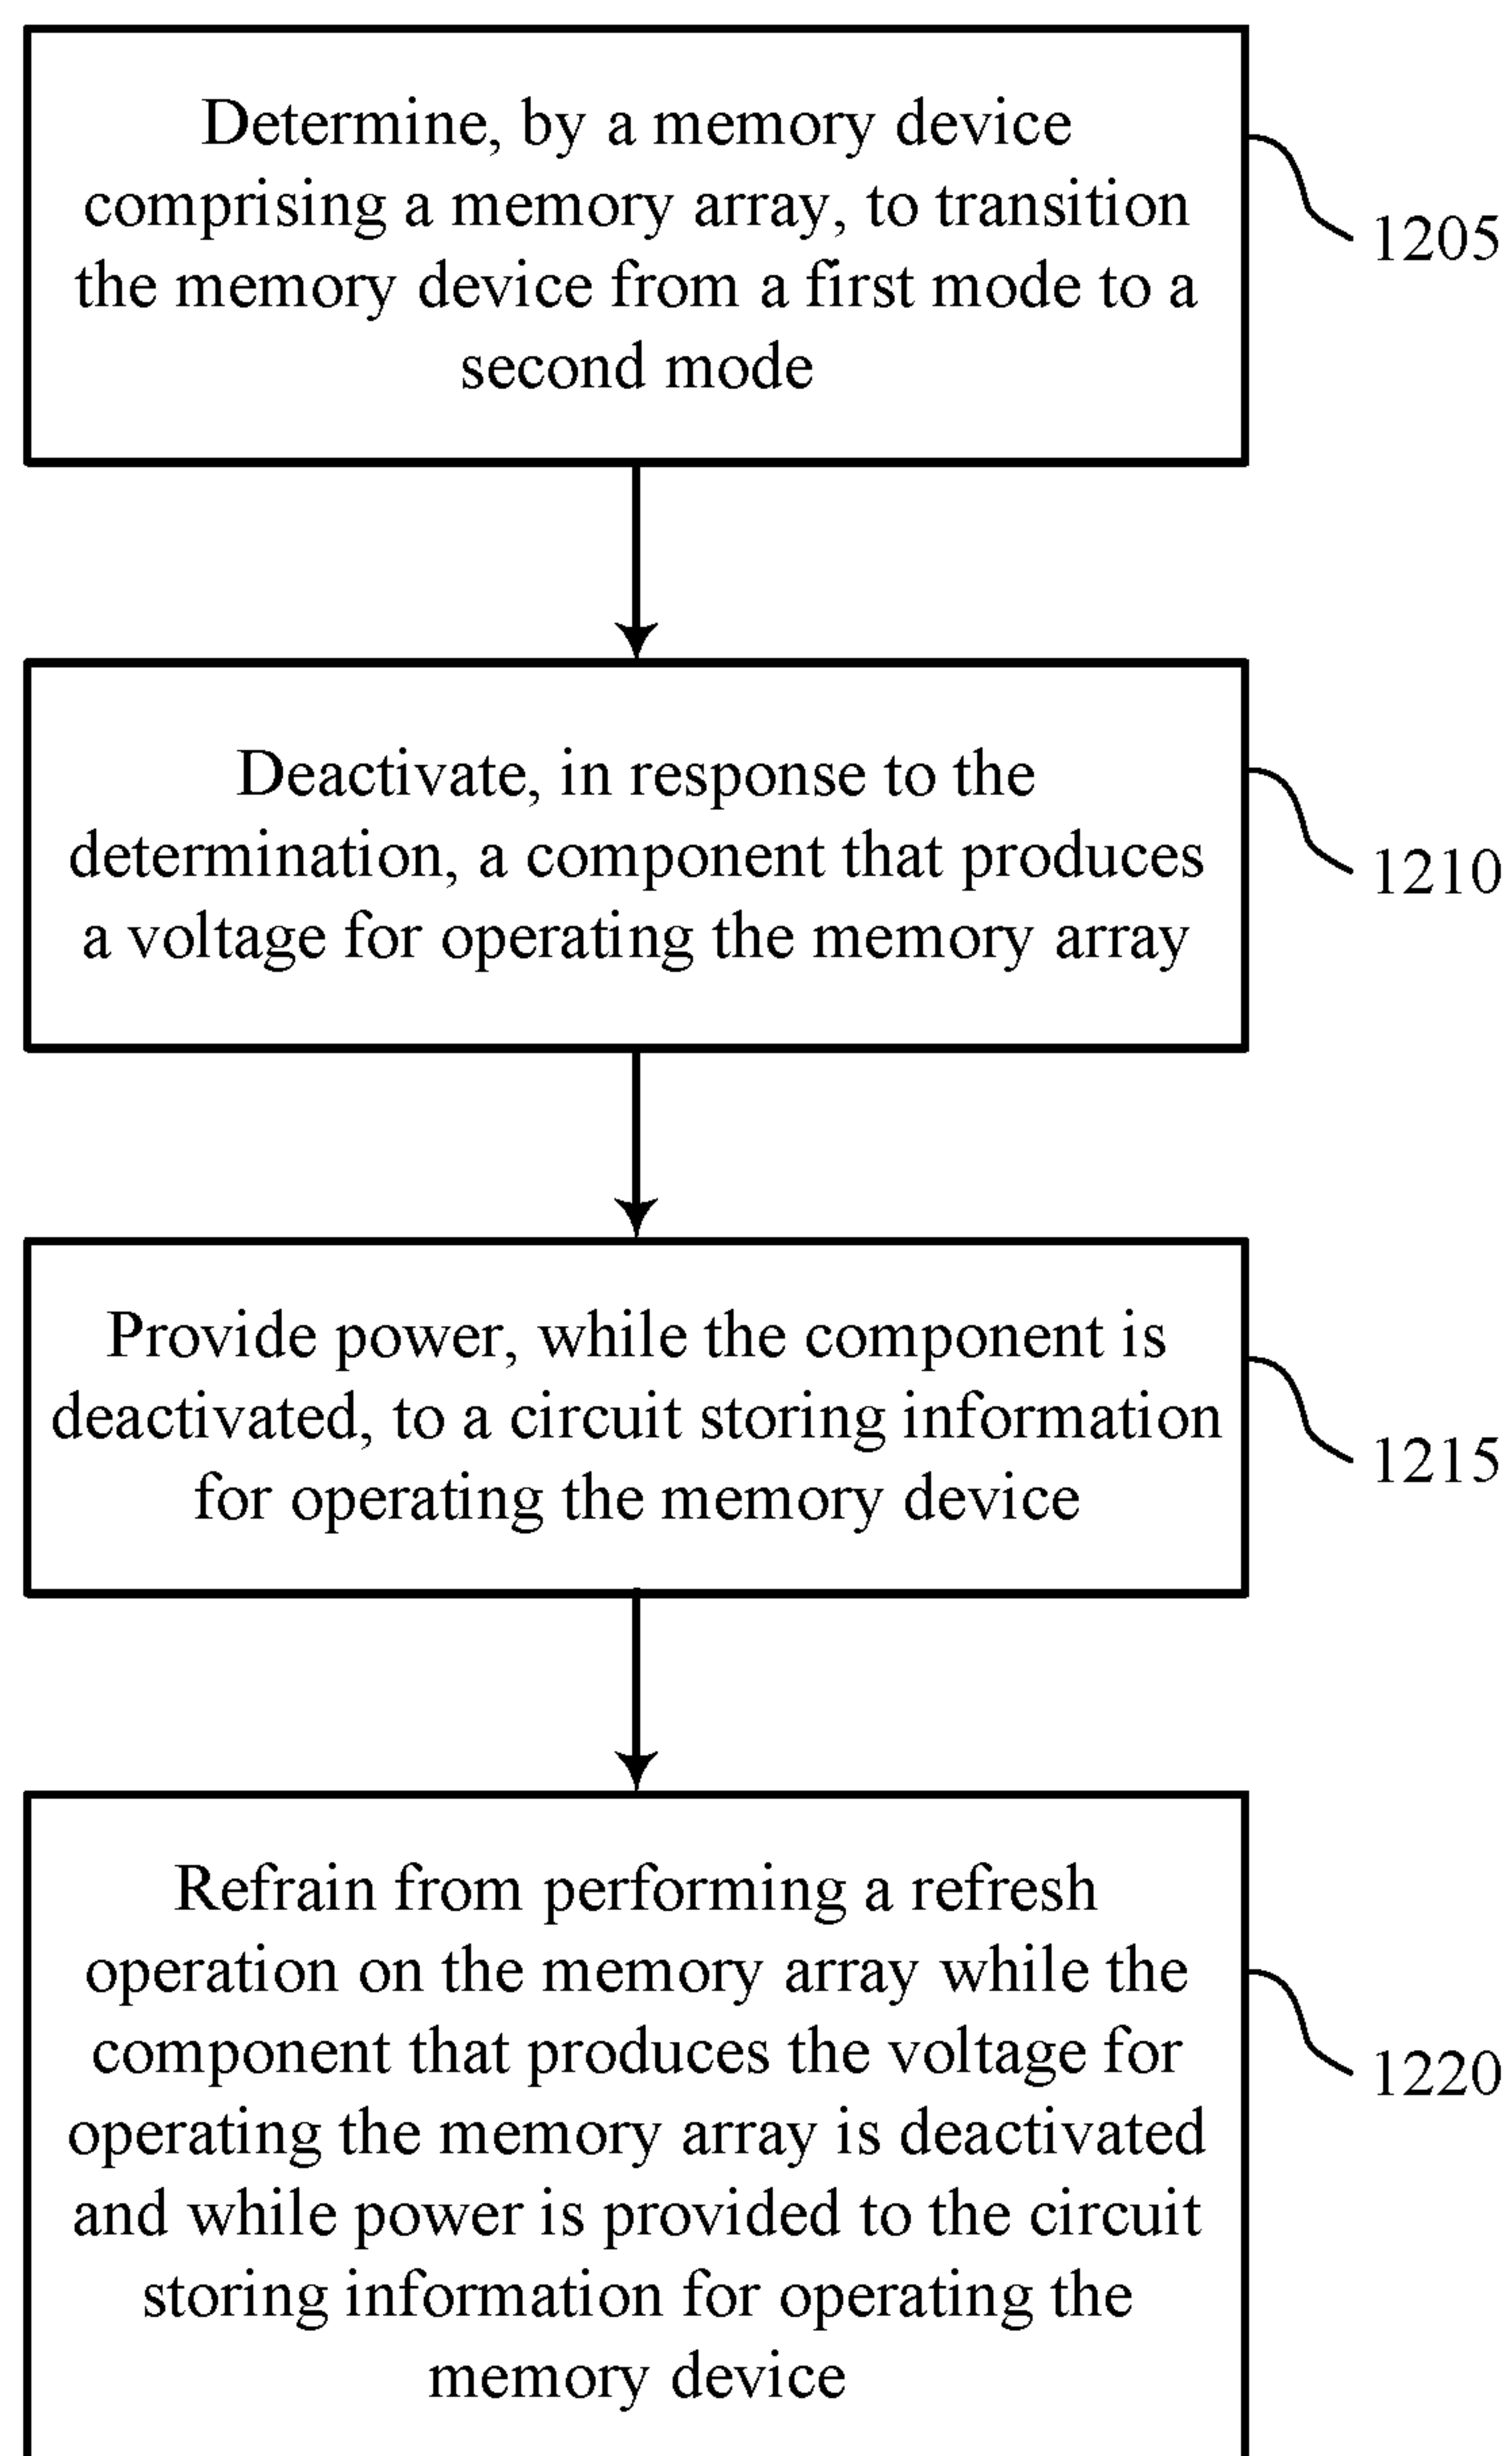 Determine, by a memory device
comprising a memory array, to transition
the memory device from a first mode to a
second mode
1205
Deactivate, in response to the
determination, a component that produces
a voltage for operating the memory array
1210
Provide power, while the component is
deactivated, to a circuit storing information
for operating the memory device
1215
Refrain from performing a refresh
operation on the memory array while the
component that produces the voltage for
operating the memory array is deactivated
and while power is provided to the circuit
storing information for operating the
memory device
1220